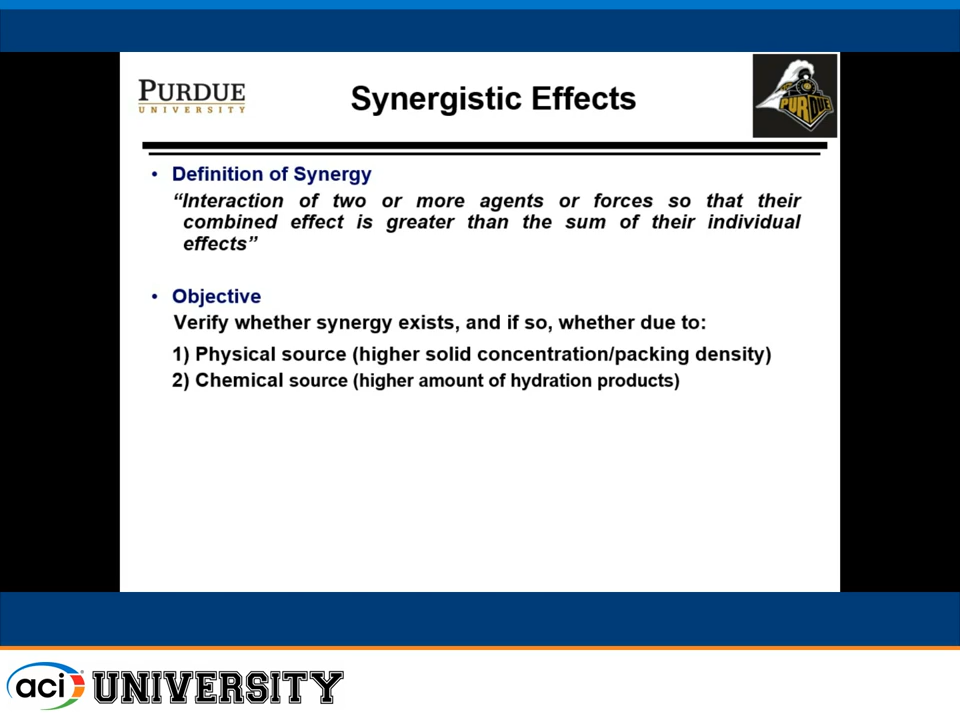 PURDUE
UNIVERSITY
Synergistic Effects
PURDUE
• Definition of Synergy
“Interaction of two or more agents or forces so that their
combined effect is greater than the sum of their individual
effects”
• Objective
Verify whether synergy exists, and if so, whether due to:
1) Physical source (higher solid concentration/packing density)
2) Chemical source (higher amount of hydration products)
aci UNIVERSITY